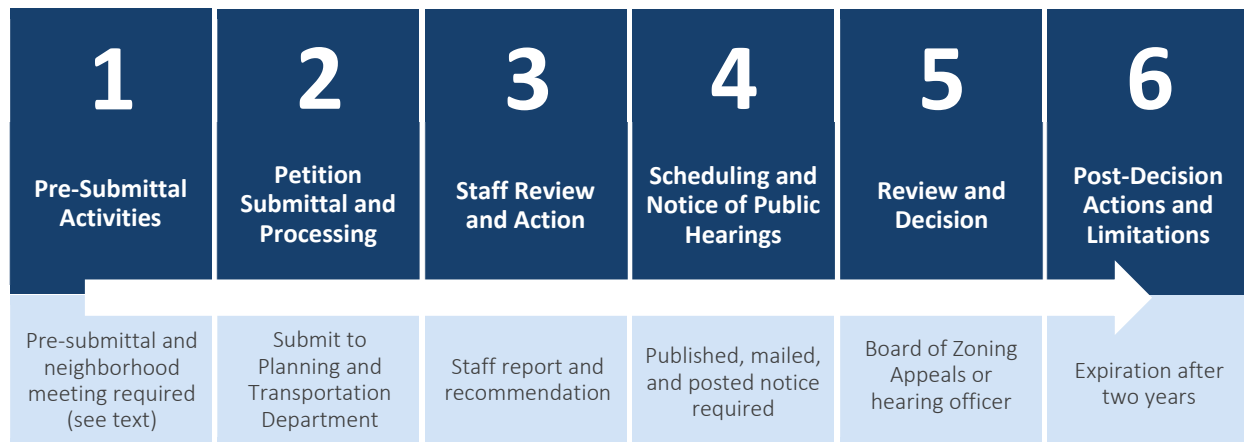 1
Pre-Submittal
Activities
Pre-submittal and
neighborhood
meeting required
(see text)
2
Petition
Submittal and
Processing
Submit to
Planning and
Transportation
Department
3
Staff Review
and Action
Staff report and
recommendation
4
Scheduling and
Notice of Public
Hearings
Published, mailed,
and posted notice
required
5
Review and
Decision
Board of Zoning
Appeals or
hearing officer
6
Post-Decision
Actions and
Limitations
Expiration after
two years